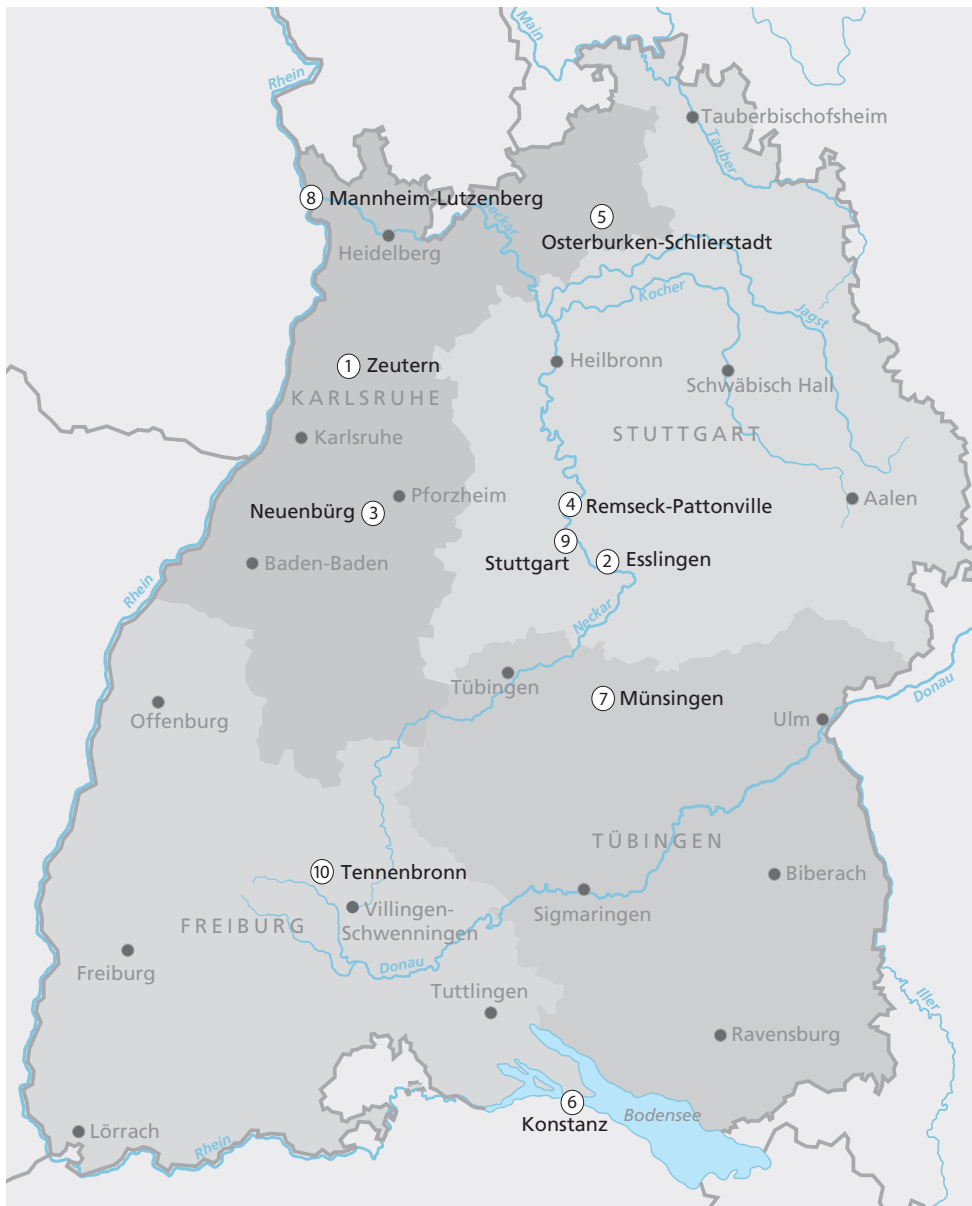 Main
Rhein
Tauberbischofsheim
Tauber
8 Mannheim-Lutzenberg
Neckar
5
Osterburken-Schlierstadt
Heidelberg
Kocher
Jagst
1 Zeutern
Heilbronn
Schwäbisch Hall
KARLSRUHE
Karlsruhe
STUTTGART
Pforzheim
Neuenbürg 3
4 Remseck-Pattonville
Aalen
9
Stuttgart
2 Esslingen
Baden-Baden
Rhein
Neckar
Tübingen
7 Münsingen
Donau
Offenburg
Ulm
TÜBINGEN
10 Tennenbronn
Biberach
Villingen-
Schwenningen
Sigmaringen
FREIBURG
Freiburg
Donau
Tuttlingen
Iller
Ravensburg
6
Konstanz
Bodensee
Lörrach
Rhein